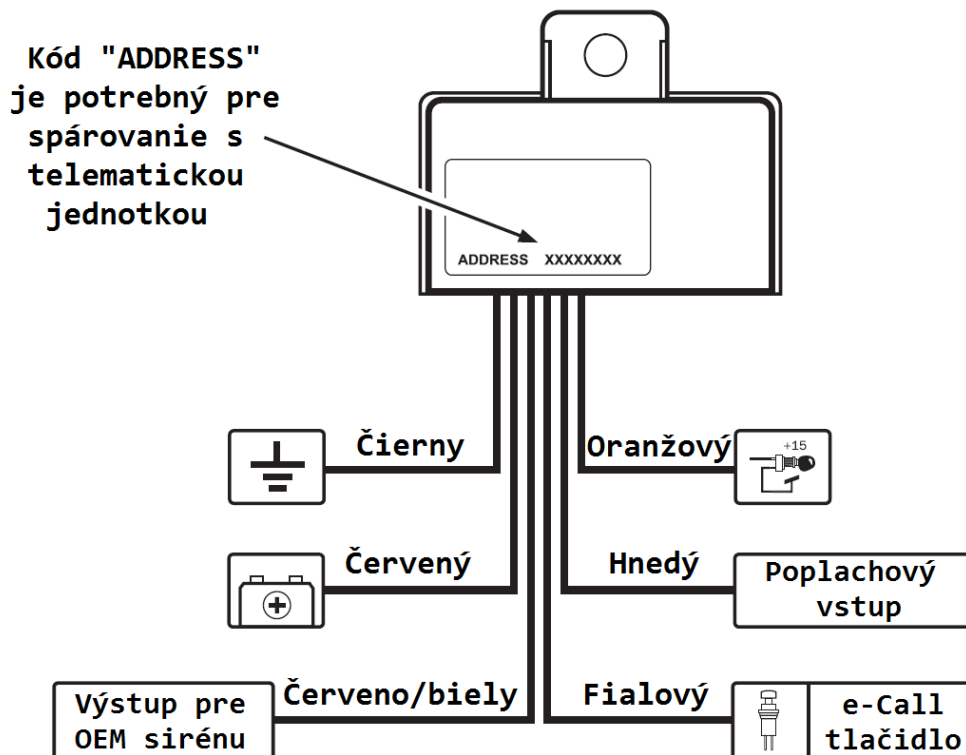 Kód "ADDRESS"
je potrebný pre
spárovanie s
telematickou
jednotkou
ADDRESS XXXXXXXX
Čierny
Oranžový
+15
Červený
Hnedý
Poplachový
vstup
Výstup pre
OEM sirénu
Červeno/biely
Fialový
e-Call
tlačidlo